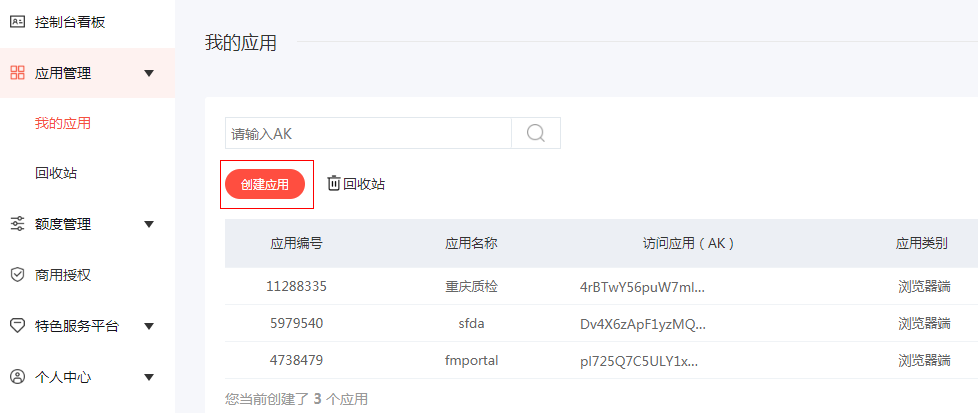 控制台看板
应用管理
我的应用
回收站
额度管理
商用授权
特色服务平台
个人中心
我的应用
请输入AK
创建应用 回收站
应用编号 应用名称 访问应用（AK） 应用类别
11288335 重庆质检 4rBTwY56puW7ml... 浏览器端
5979540 sfda Dv4X6zApF1yzMQ... 浏览器端
4738479 fmportal pI725Q7C5ULY1x... 浏览器端
您当前创建了 3 个应用